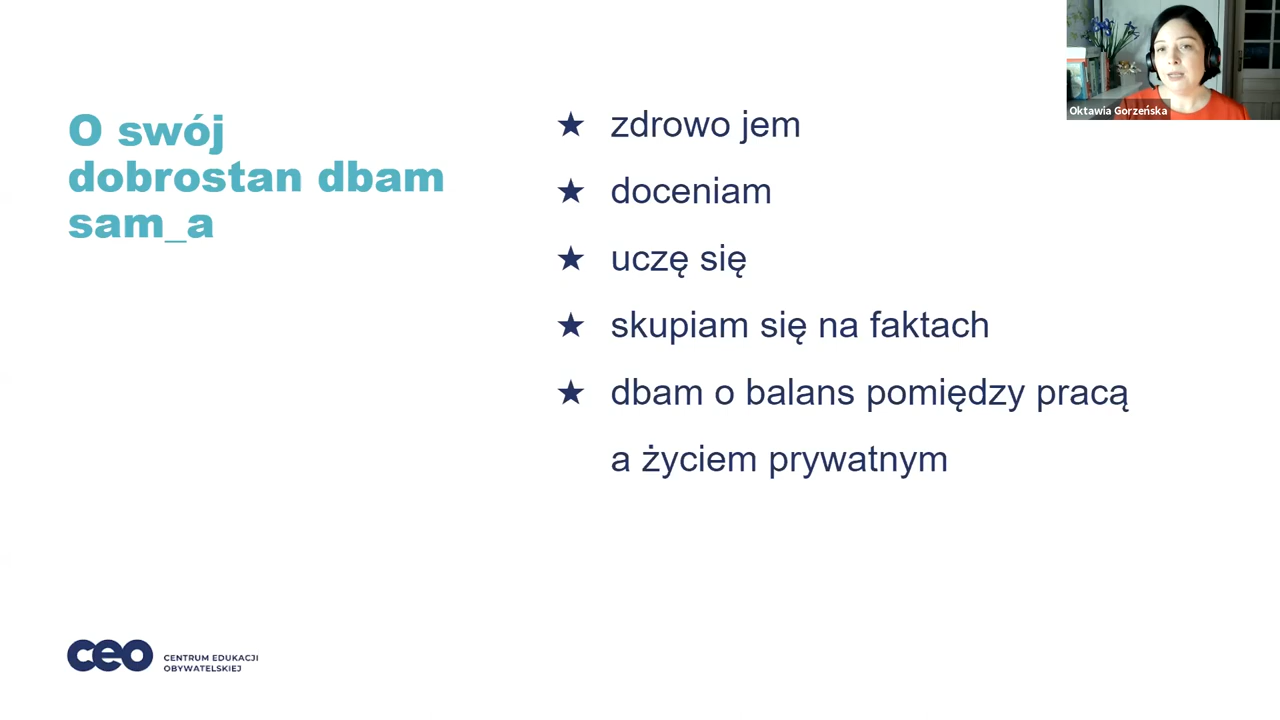 O swój
dobrostan dbam
sam_a
★ zdrowo jem
★ doceniam
★ uczę się
★ skupiam się na faktach
★ dbam o balans pomiędzy pracą
a życiem prywatnym
Oktawia Gorzeńska
ceo
CENTRUM EDUKACJI
OBYWATELSKIEJ